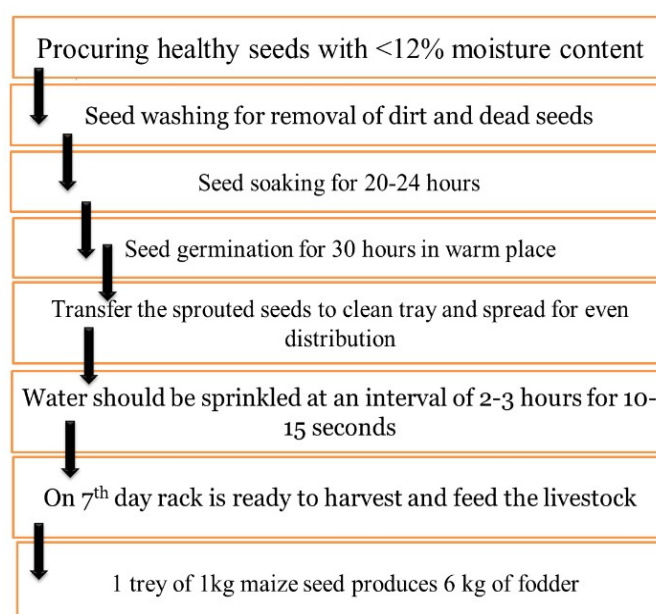 Procuring healthy seeds with <12% moisture content
Seed washing for removal of dirt and dead seeds
Seed soaking for 20-24 hours
Seed germination for 30 hours in warm place
Transfer the sprouted seeds to clean tray and spread for even
distribution
Water should be sprinkled at an interval of 2-3 hours for 10-
15 seconds
On 7th day rack is ready to harvest and feed the livestock
1 trey of 1kg maize seed produces 6 kg of fodder